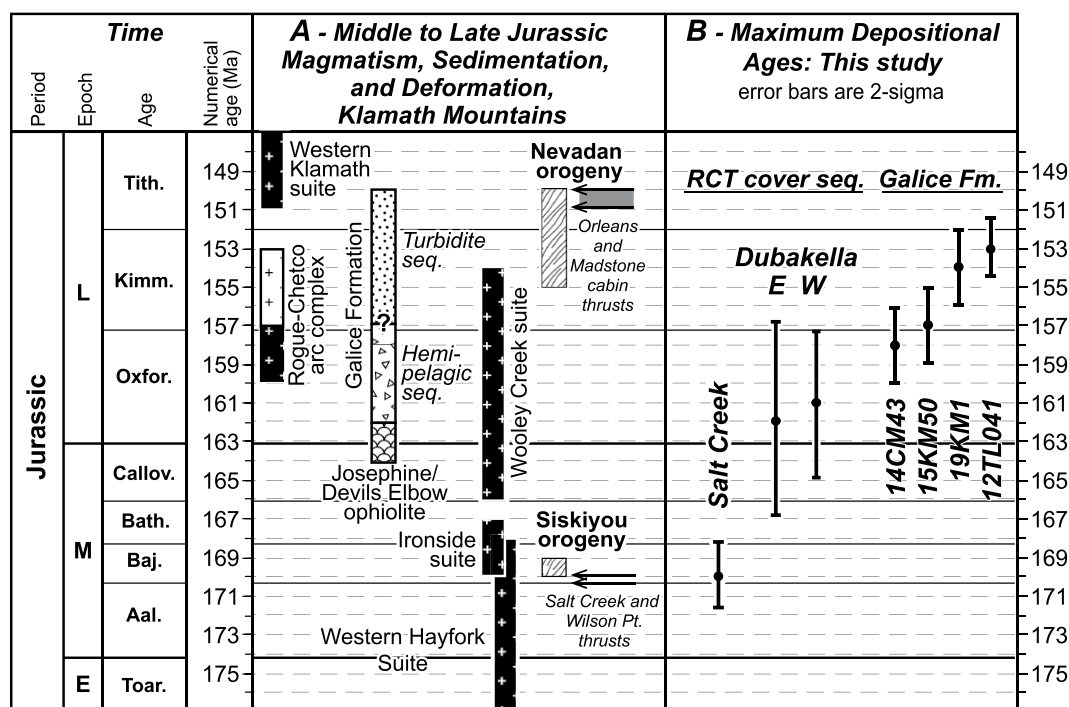 Time
Period
Epoch
Age
Numerical
age (Ma)
A - Middle to Late Jurassic
Magmatism, Sedimentation,
and Deformation,
Klamath Mountains
B - Maximum Depositional
Ages: This study
error bars are 2-sigma
Jurassic
L
M
E
Tith.
Kimm.
Oxfor.
Callov.
Bath.
Baj.
Aal.
Toar.
149
151
153
155
157
159
161
163
165
167
169
171
173
175
Western
Klamath
suite
Rogue-Chetco
arc complex
Galice Formation
Turbidite
seq.
?
Hemi-
pelagic
seq.
Josephine/
Devils Elbow
ophiolite
Wooley Creek suite
Ironside
suite
Western Hayfork
Suite
Nevadan
orogeny
Orleans
and
Madstone
cabin
thrusts
Siskiyou
orogeny
Salt Creek and
Wilson Pt.
thrusts
RCT cover seq.
Galice Fm.
Dubakella
E W
Salt Creek
14CM43
15KM50
19KM1
12TL041
149
151
153
155
157
159
161
163
165
167
169
171
173
175